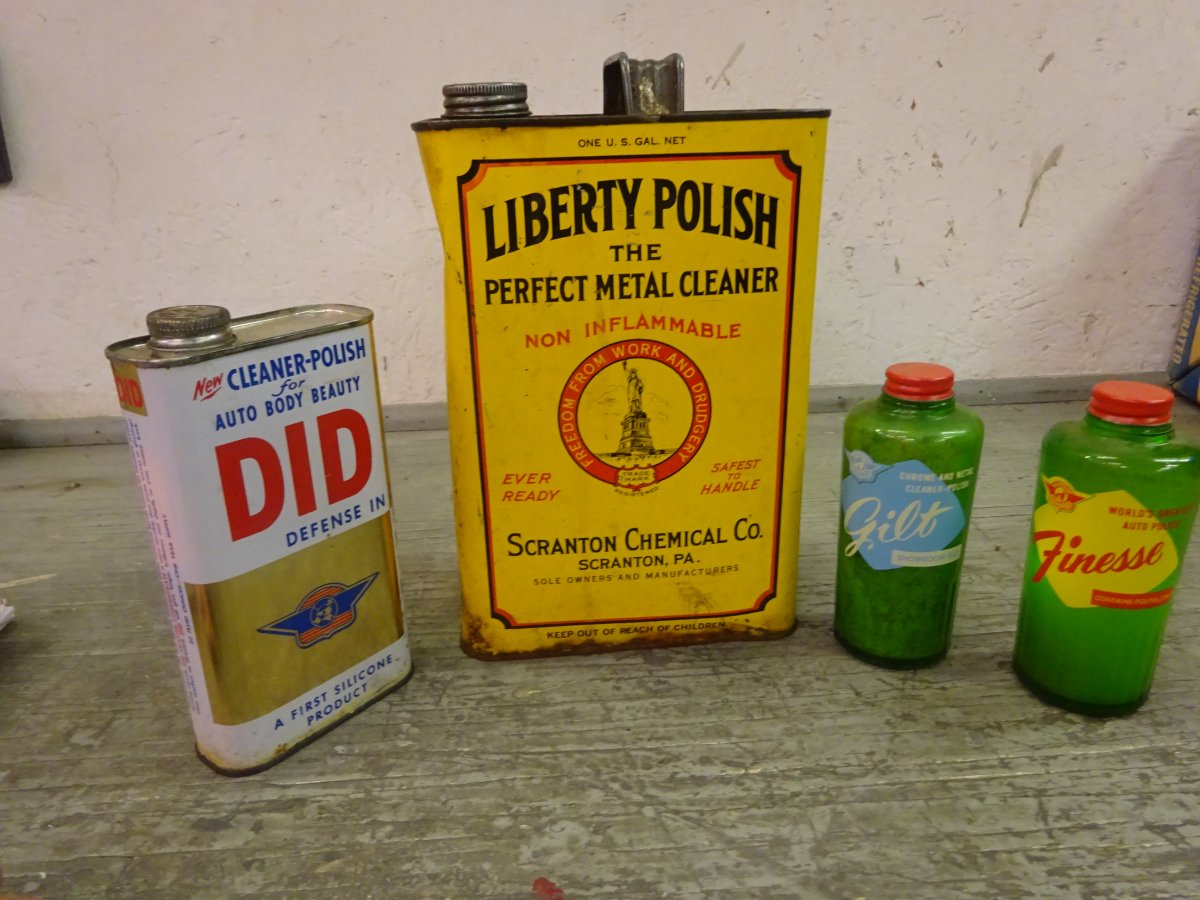 New CLEANER-POLISH
for
AUTO BODY BEAUTY
DID
DEFENSE IN
A FIRST SILICONE
PRODUCT
DID
ONE U. S. GAL. NET
LIBERTY POLISH
THE
PERFECT METAL CLEANER
NON INFLAMMABLE
FREEDOM FROM WORK AND DRUDGERY
TRADE
MARK
REGISTERED
EVER
READY
SAFEST
TO
HANDLE
SCRANTON CHEMICAL CO.
SCRANTON, PA.
SOLE OWNERS AND MANUFACTURERS
KEEP OUT OF REACH OF CHILDREN
CHROME AND METAL
CLEANER-POLISH
Gilt
WORLD'S GREATEST
AUTO POLISH
Finesse